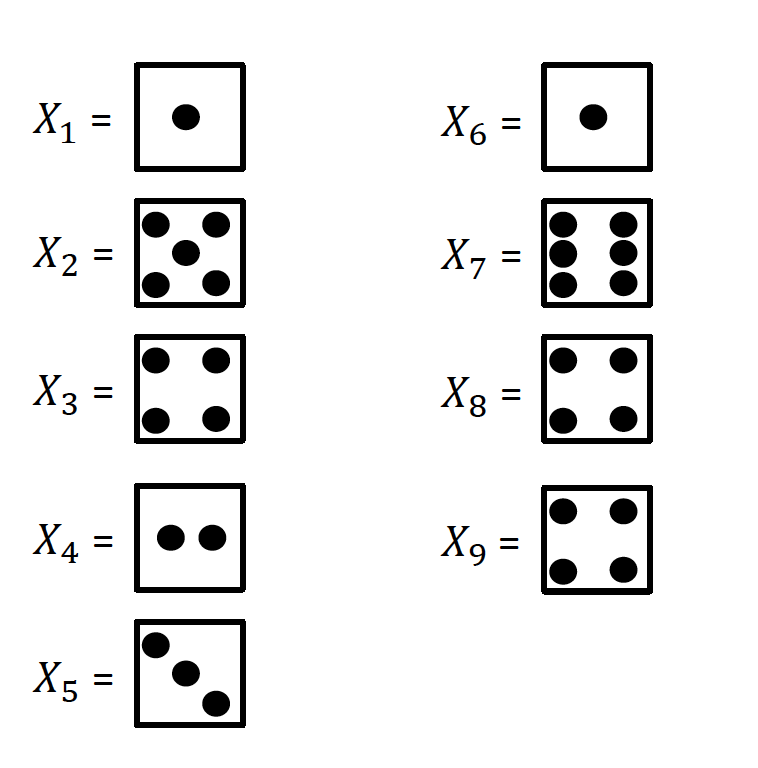 X₁ =
X₂ =
X₃ =
X₄ =
X₅ =
X₆ =
X₇ =
X₈ =
X₉ =